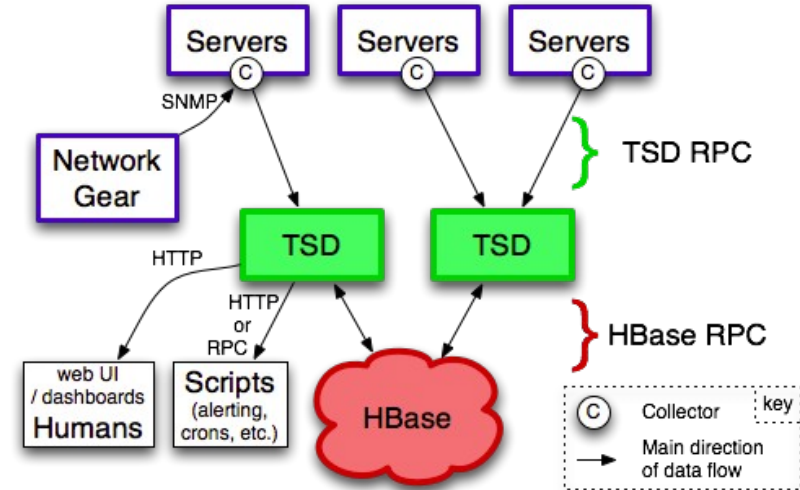 Servers
Servers
Servers
C
C
C
SNMP
Network
Gear
TSD RPC
TSD
TSD
HTTP
HTTP
or
RPC
HBase RPC
web UI
/ dashboards
Humans
Scripts
(alerting,
crons, etc.)
HBase
key
C
Collector
Main direction
of data flow